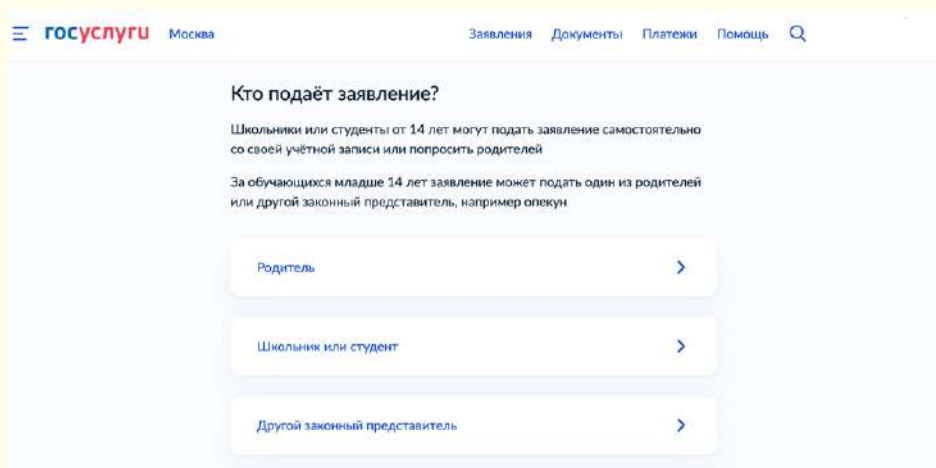 госуслуги Москва Заявления Документы Платежи Помощь
Кто подаёт заявление?
Школьники или студенты от 14 лет могут подать заявление самостоятельно
со своей учётной записи или попросить родителей
За обучающихся младше 14 лет заявление может подать один из родителей
или другой законный представитель, например опекун
Родитель
Школьник или студент
Другой законный представитель